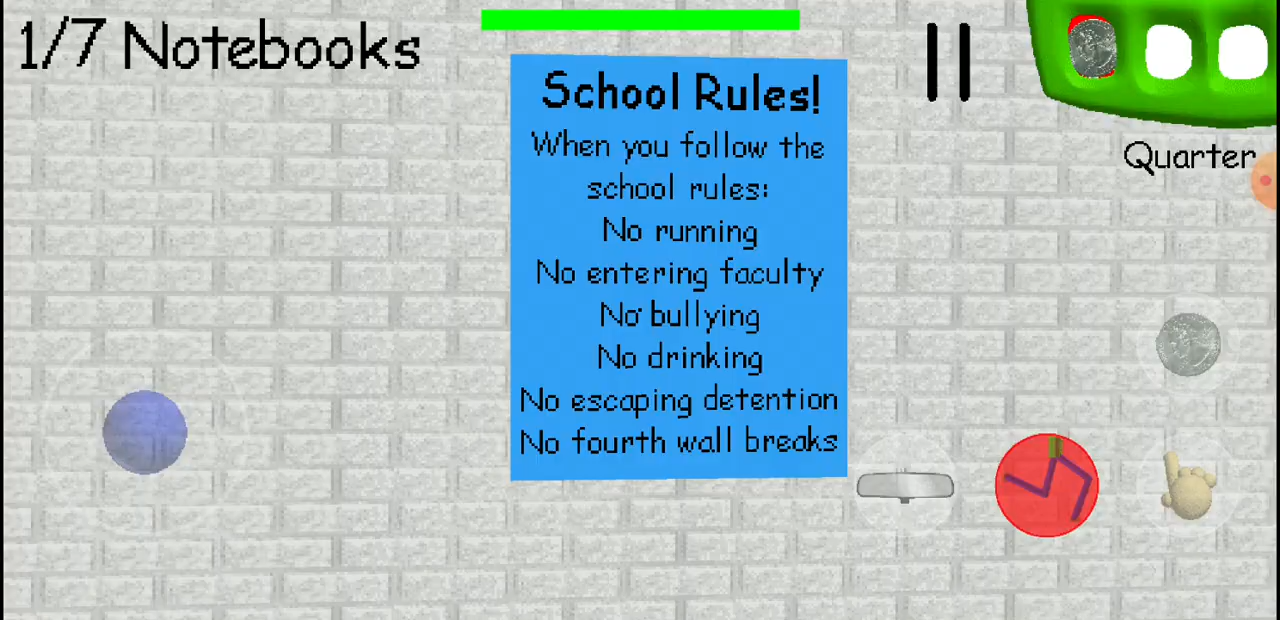 1/7 Notebooks
School Rules!
When you follow the
school rules:
No running
No entering faculty
No bullying
No drinking
No escaping detention
No fourth wall breaks
Quarter